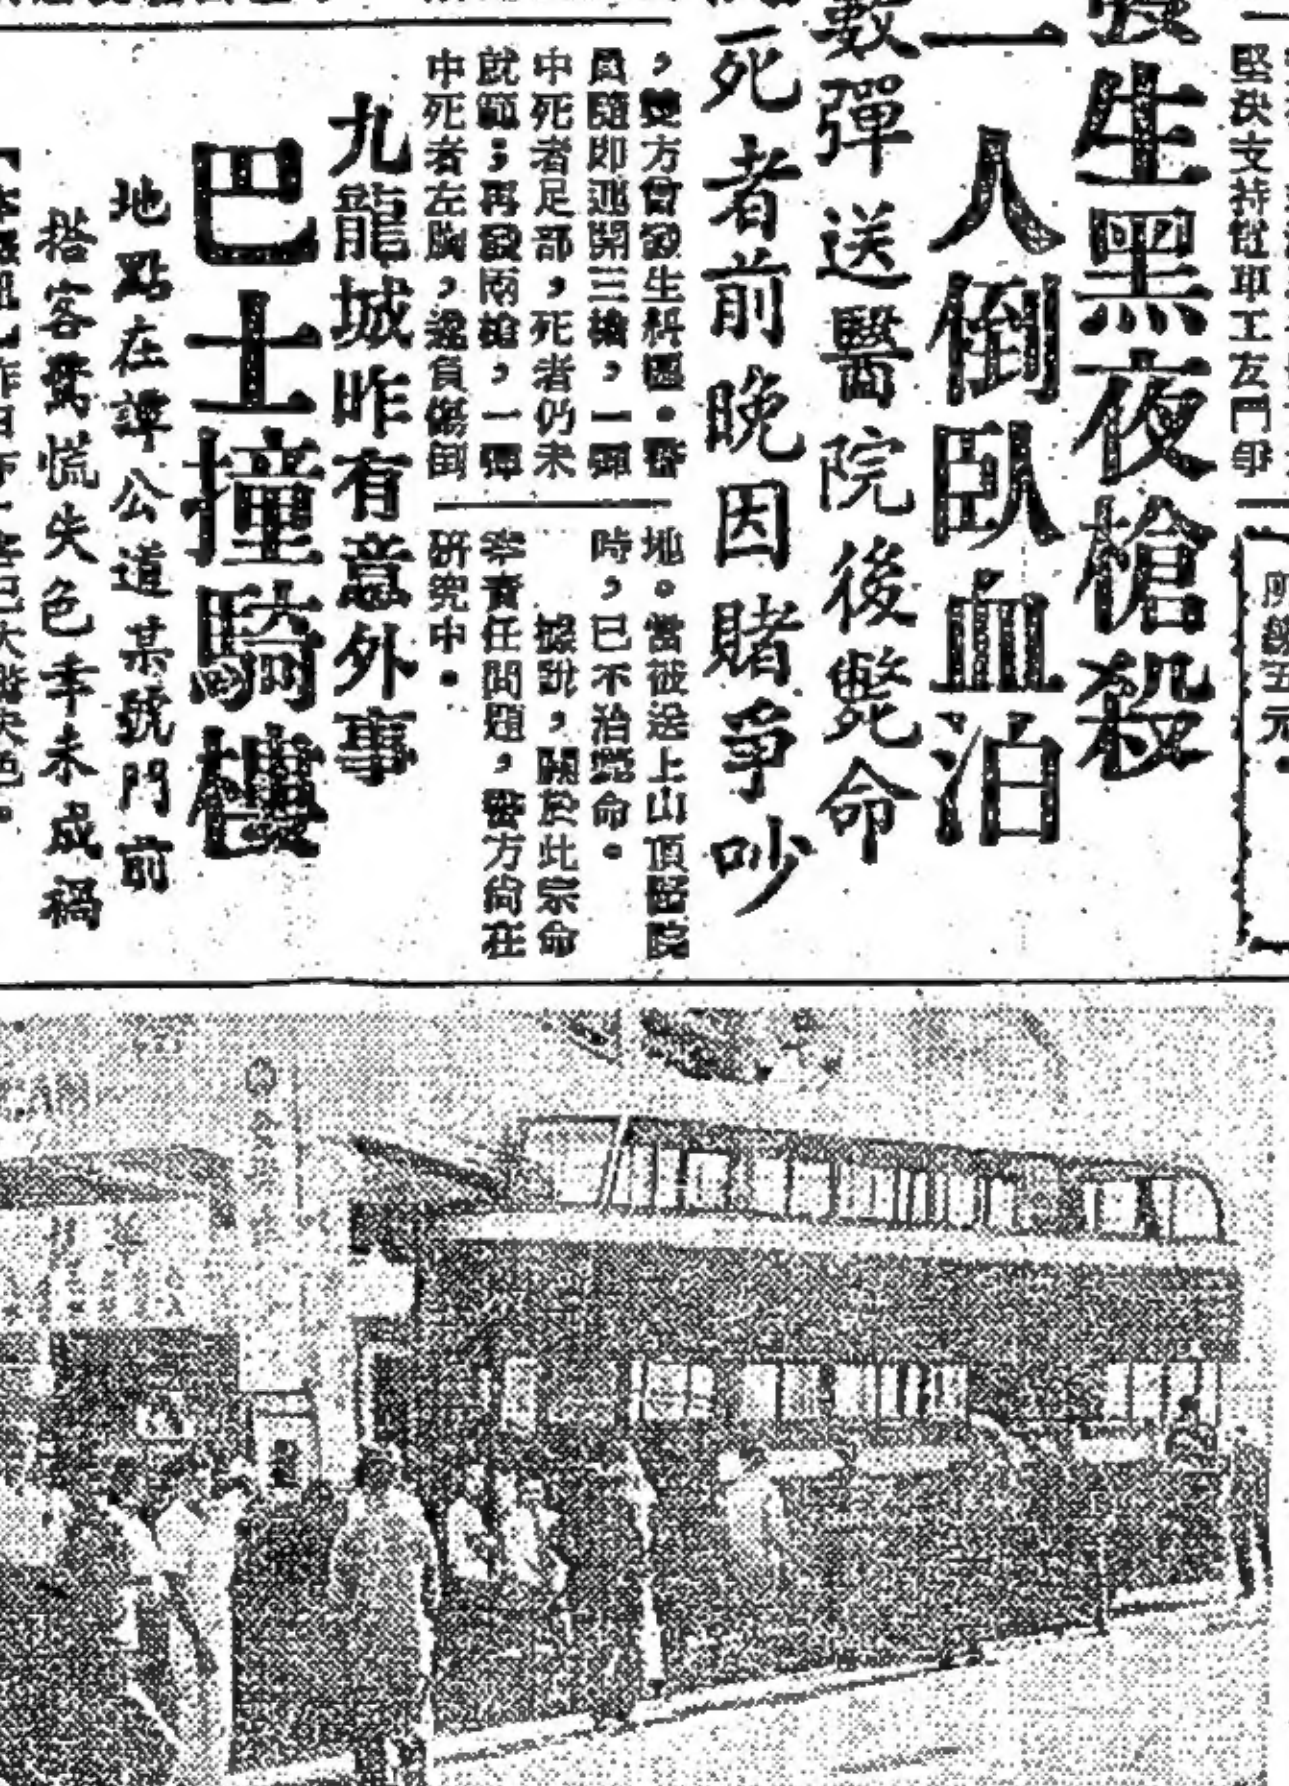 堅決支持電車工友鬥爭
五元。
生黑夜槍殺
一人倒臥血泊
數彈送醫院後斃命
死者前晚因賭爭吵
，雙方曾發生糾纏。警
員隨即連開三槍，一彈
中死者足部，死者仍未
就範；再發兩槍，一彈
中死者左胸，遂負傷倒
地。當被送上山頂醫院
時，已不治斃命。
據說，關於此宗命
案責任問題，警方尚在
研究中。
九龍城昨有意外事
巴士撞騎樓
地點在譚公道某號門前
搭客驚慌失色幸未成禍